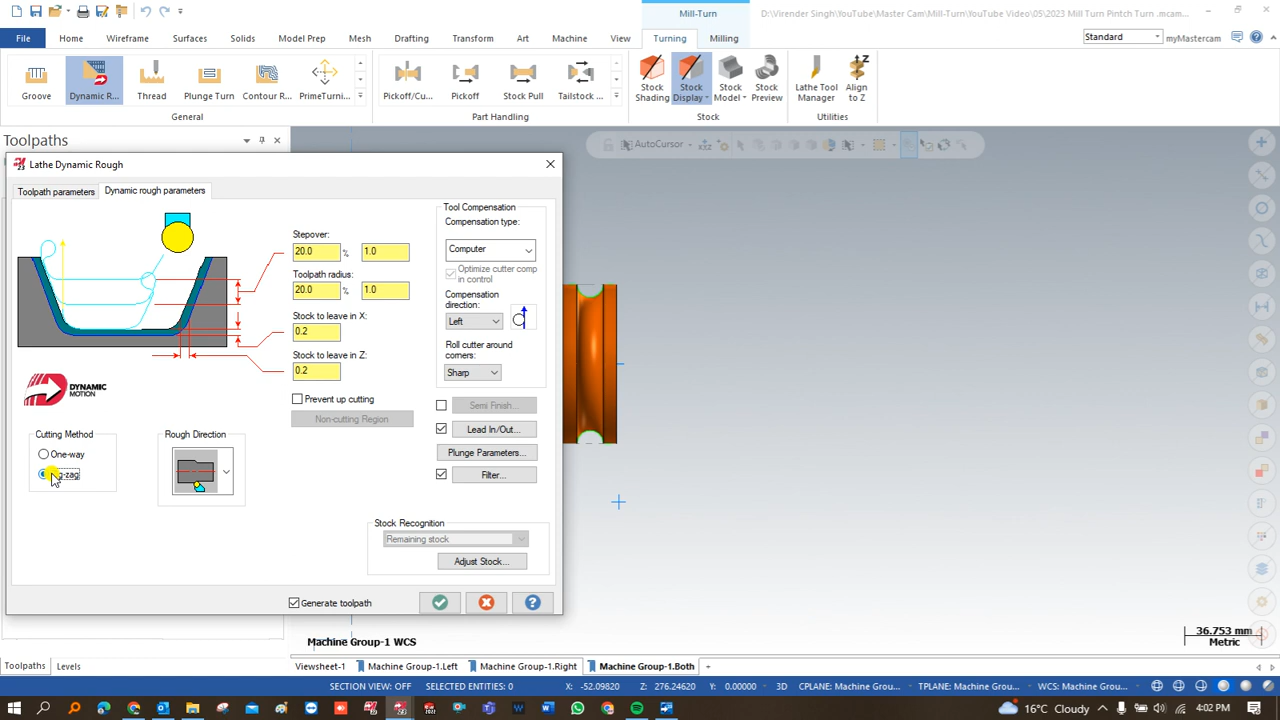 Mill-Turn
D:\Virender Singh\YouTube\Master Cam\Mill-Turn\YouTube Video\05\2023 Mill Turn Pintch Turn .mcam...
File
Home
Wireframe
Surfaces
Solids
Model Prep
Mesh
Drafting
Transform
Art
Machine
View
Turning
Milling
Standard
myMastercam
Groove
Dynamic R...
Thread
Plunge Turn
Contour R...
PrimeTurni...
Pickoff/Cu...
Pickoff
Stock Pull
Tailstock ...
Stock
Shading
Stock
Display
Stock
Model
Stock
Preview
Lathe Tool
Manager
Align
to Z
General
Part Handling
Stock
Utilities
Toolpaths
AutoCursor
Lathe Dynamic Rough
Toolpath parameters
Dynamic rough parameters
Stepover:
20.0 % 1.0
Toolpath radius:
20.0 % 1.0
Stock to leave in X:
0.2
Stock to leave in Z:
0.2
Prevent up cutting
Non-cutting Region
Tool Compensation
Compensation type:
Computer
Optimize cutter comp
in control
Compensation
direction:
Left
Roll cutter around
corners:
Sharp
Semi Finish...
Lead In/Out...
Plunge Parameters...
Filter...
DYNAMIC
MOTION
Cutting Method
One-way
g-zag
Rough Direction
Stock Recognition
Remaining stock
Adjust Stock...
Generate toolpath
Machine Group-1 WCS
36.753 mm
Metric
Toolpaths
Levels
Viewsheet-1
Machine Group-1.Left
Machine Group-1.Right
Machine Group-1.Both
+
SECTION VIEW: OFF
SELECTED ENTITIES: 0
X: -52.09820
Z: 276.24620
Y: 0.00000
3D
CPLANE: Machine Grou...
TPLANE: Machine Grou...
WCS: Machine Grou...
16°C Cloudy
4:02 PM